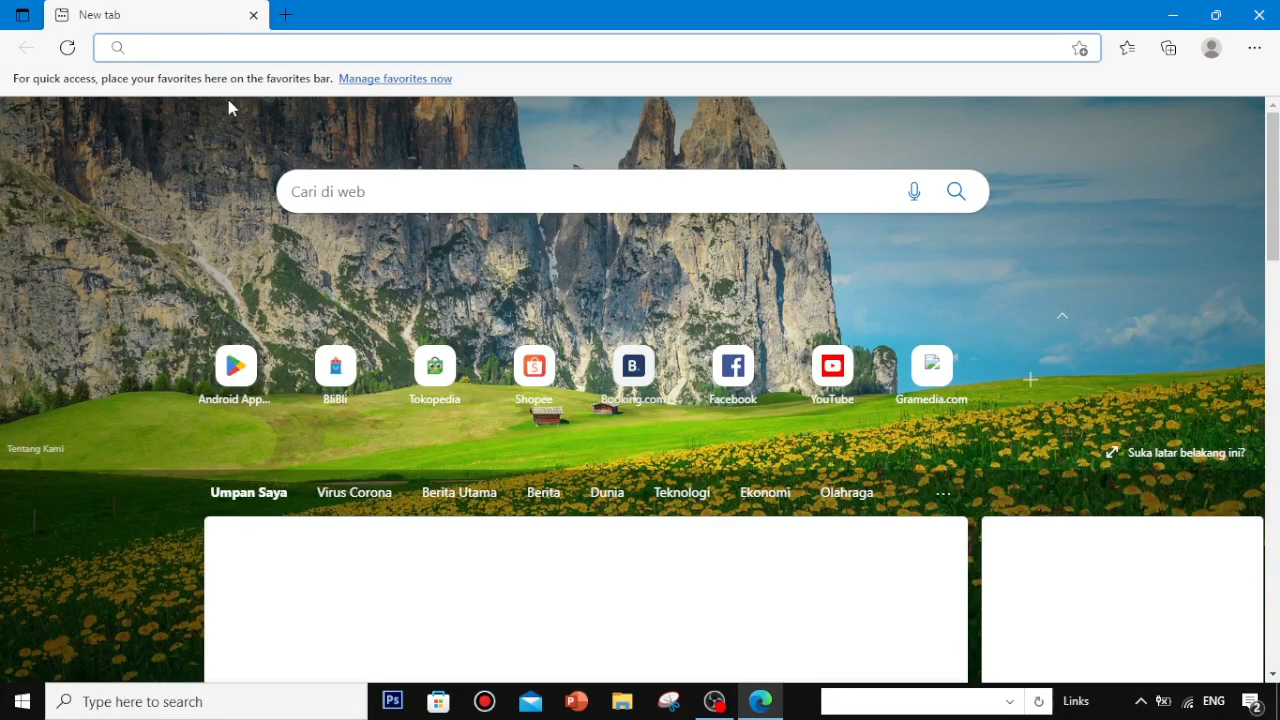 New tab
For quick access, place your favorites here on the favorites bar. Manage favorites now
Cari di web
Android App...
BliBli
Tokopedia
Shopee
Booking.com
Facebook
YouTube
Gramedia.com
Tentang Kami
Suka latar belakang ini?
Umpan Saya
Virus Corona
Berita Utama
Berita
Dunia
Teknologi
Ekonomi
Olahraga
...
Type here to search
Ps
Links
ENG
2